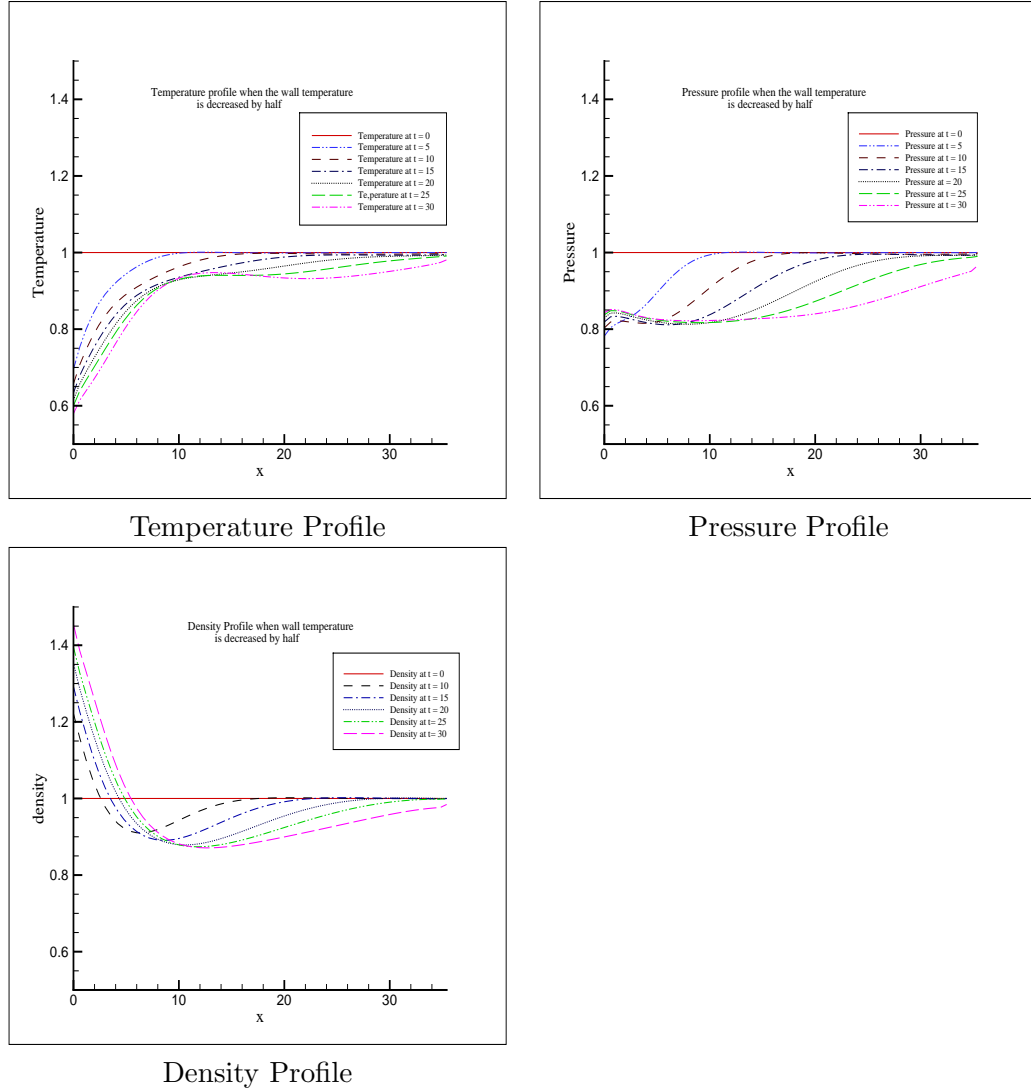 Temperature profile when the wall temperature
is decreased by half
Temperature at t = 0
Temperature at t = 5
Temperature at t = 10
Temperature at t = 15
Temperature at t = 20
Te,perature at t = 25
Temperature at t = 30
Temperature
1.4
1.2
1
0.8
0.6
0 10 20 30
x
Temperature Profile
Pressure profile when the wall temperature
is decreased by half
Pressure at t = 0
Pressure at t = 5
Pressure at t = 10
Pressure at t = 15
Pressure at = 20
Pressure at t = 25
Pressure at t = 30
Pressure
1.4
1.2
1
0.8
0.6
0 10 20 30
x
Pressure Profile
Density Profile when wall temperature
is decreased by half
Density at t = 0
Density at t = 10
Density at t = 15
Density at t = 20
Density at t= 25
Density at t= 30
density
1.4
1.2
1
0.8
0.6
0 10 20 30
x
Density Profile